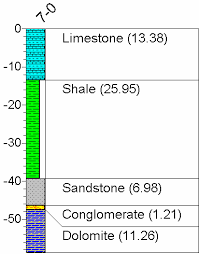 7-0
0
Limestone (13.38)
-10
Shale (25.95)
-20
-30
-40
Sandstone (6.98)
Conglomerate (1.21)
-50
Dolomite (11.26)